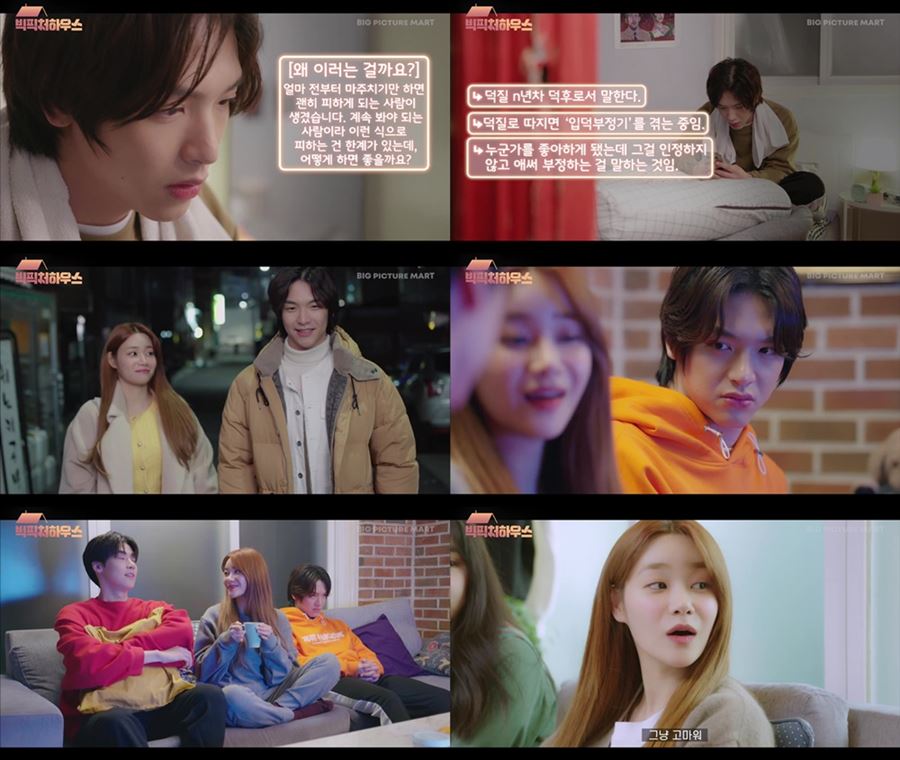 빅픽처하우스
BIG PICTURE MART
[왜 이러는 걸까요?]
얼마 전부터 마주치기만 하면
괜히 피하게 되는 사람이
생겼습니다. 계속 봐야 되는
사람이라 이런 식으로
피하는 건 한계가 있는데,
어떻게 하면 좋을까요?
빅픽처하우스
BIG PICTURE MART
↳덕질 n년차 덕후로서 말한다.
↳덕질로 따지면 ‘입덕부정기’를 겪는 중임.
↳누군가를 좋아하게 됐는데 그걸 인정하지
않고 애써 부정하는 걸 말하는 것임.
빅픽처하우스
BIG PICTURE MART
빅픽처하우스
BIG PICTURE MART
빅픽처하우스
BIG PICTURE MART
빅픽처하우스
그냥 고마워